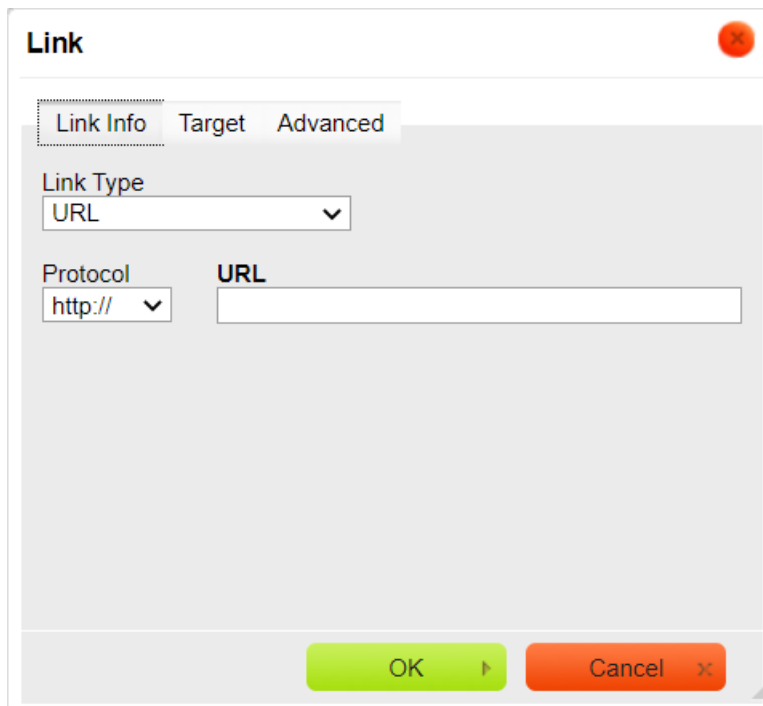 Link
Link Info Target Advanced
Link Type
URL
Protocol URL
http://
OK Cancel